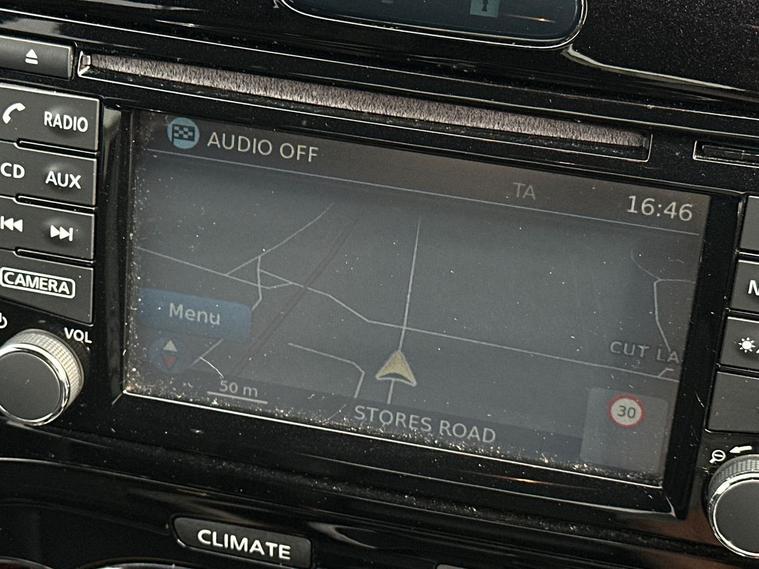 RADIO
CD AUX
CAMERA
VOL
AUDIO OFF
TA
16:46
Menu
CUT LA
50 m
STORES ROAD
30
M
CLIMATE